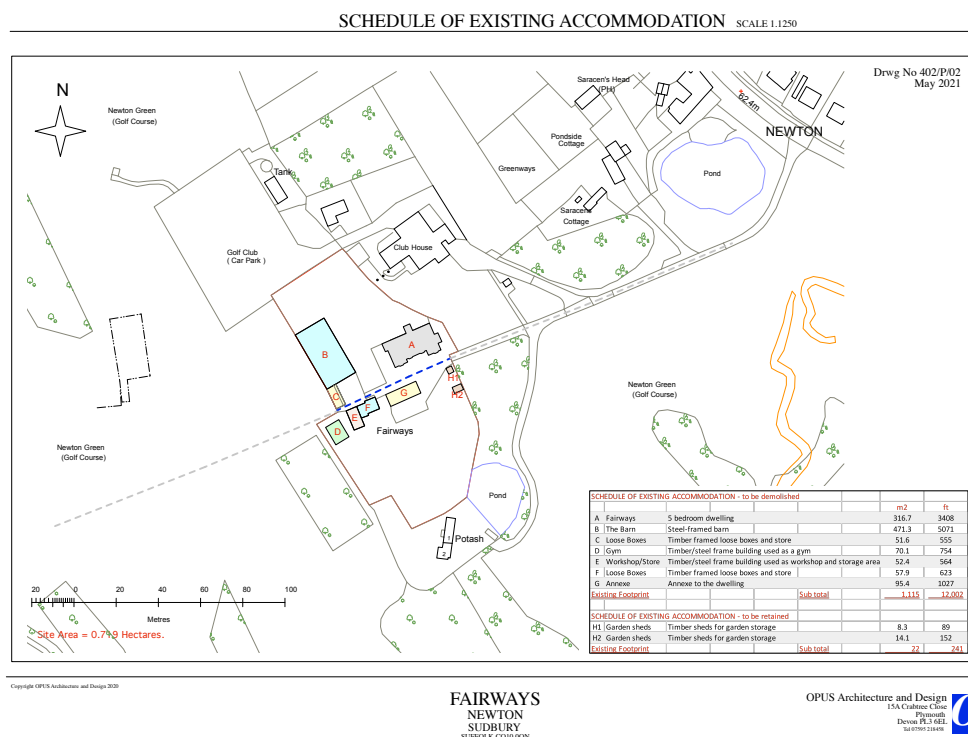 SCHEDULE OF EXISTING ACCOMMODATION SCALE 1.1250
Drwg No 402/P/02
May 2021
N
Newton Green
(Golf Course)
Tank
Golf Club
( Car Park )
Club House
Saracen's Head
(PH)
Pondside
Cottage
Greenways
Saracen's
Cottage
62.4m
NEWTON
Pond
A
B
C
D
E
F
G
H1
H2
Fairways
Newton Green
(Golf Course)
Newton Green
(Golf Course)
Pond
Potash
1
2
20 0 20 40 60 80 100
Metres
Site Area = 0.719 Hectares.
SCHEDULE OF EXISTING ACCOMMODATION - to be demolished
m2 ft
A Fairways 5 bedroom dwelling 316.7 3408
B The Barn Steel-framed barn 471.3 5071
C Loose Boxes Timber framed loose boxes and store 51.6 555
D Gym Timber/steel frame building used as a gym 70.1 754
E Workshop/Store Timber/steel frame building used as workshop and storage area 52.4 564
F Loose Boxes Timber framed loose boxes and store 57.9 623
G Annexe Annexe to the dwelling 95.4 1027
Existing Footprint Sub total 1,115 12,002
SCHEDULE OF EXISTING ACCOMMODATION - to be retained
H1 Garden sheds Timber sheds for garden storage 8.3 89
H2 Garden sheds Timber sheds for garden storage 14.1 152
Existing Footprint Sub total 22 241
Copyright OPUS Architecture and Design 2020
FAIRWAYS
NEWTON
SUDBURY
OPUS Architecture and Design
15A Crabtree Close
Plymouth
Devon PL3 6EL
Tel 07595 218458